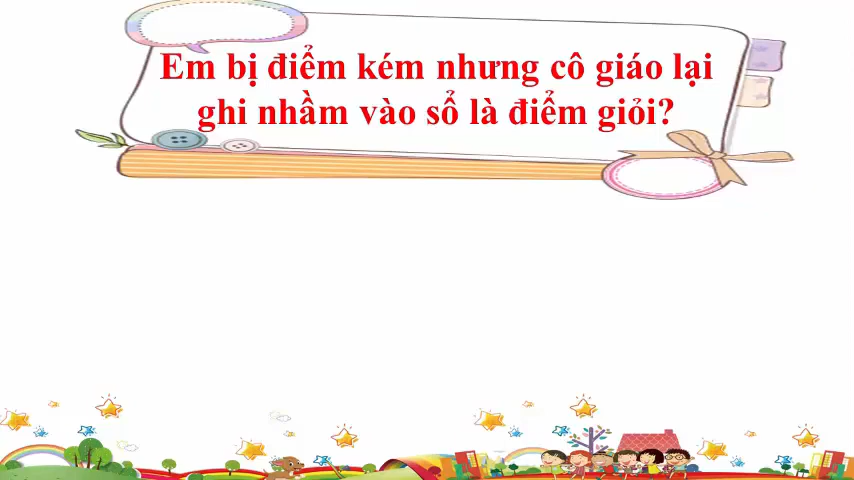 Em bị điểm kém nhưng cô giáo lại
ghi nhầm vào sổ là điểm giỏi?